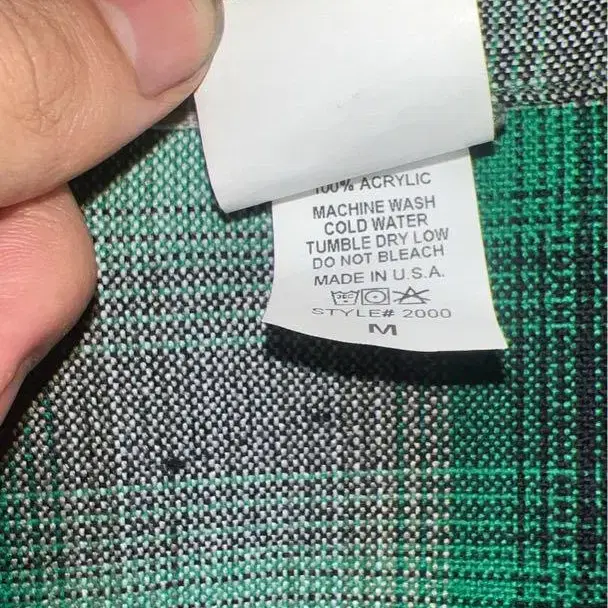 100% ACRYLIC
MACHINE WASH
COLD WATER
TUMBLE DRY LOW
DO NOT BLEACH
MADE IN U.S.A.
STYLE# 2000
M